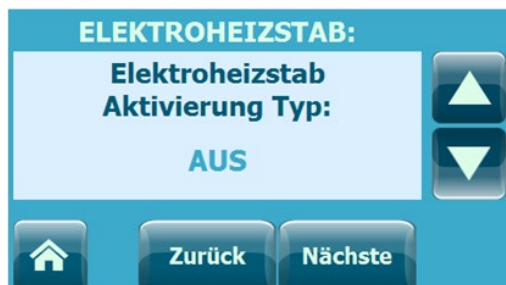 ELEKTROHEIZSTAB:
Elektroheizstab
Aktivierung Typ:
AUS
Zurück Nächste